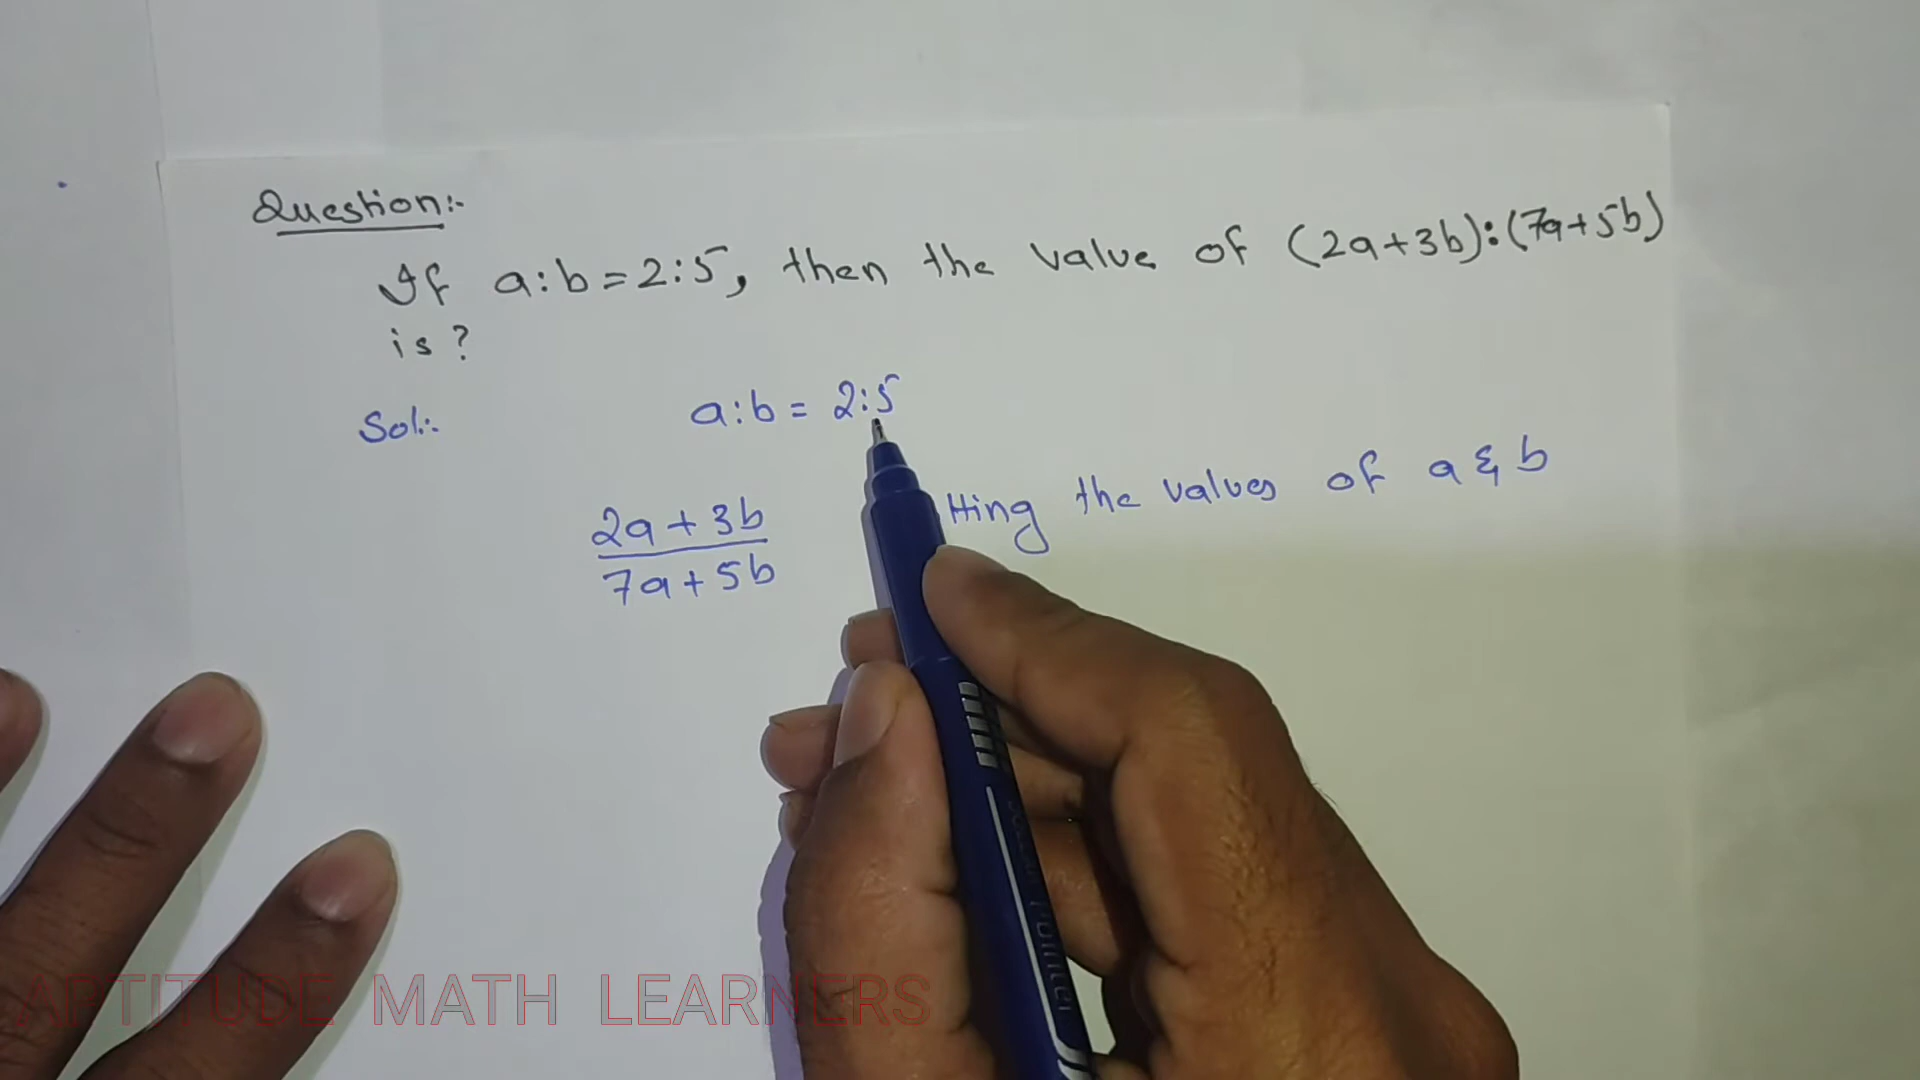 Question:-
If a:b=2:5, then the value of (2a+3b):(7a+5b)
is?
Sol:-
a:b = 2:5
2a+3b
7a+5b
the values of a & b
APTITUDE MATH LEARNERS